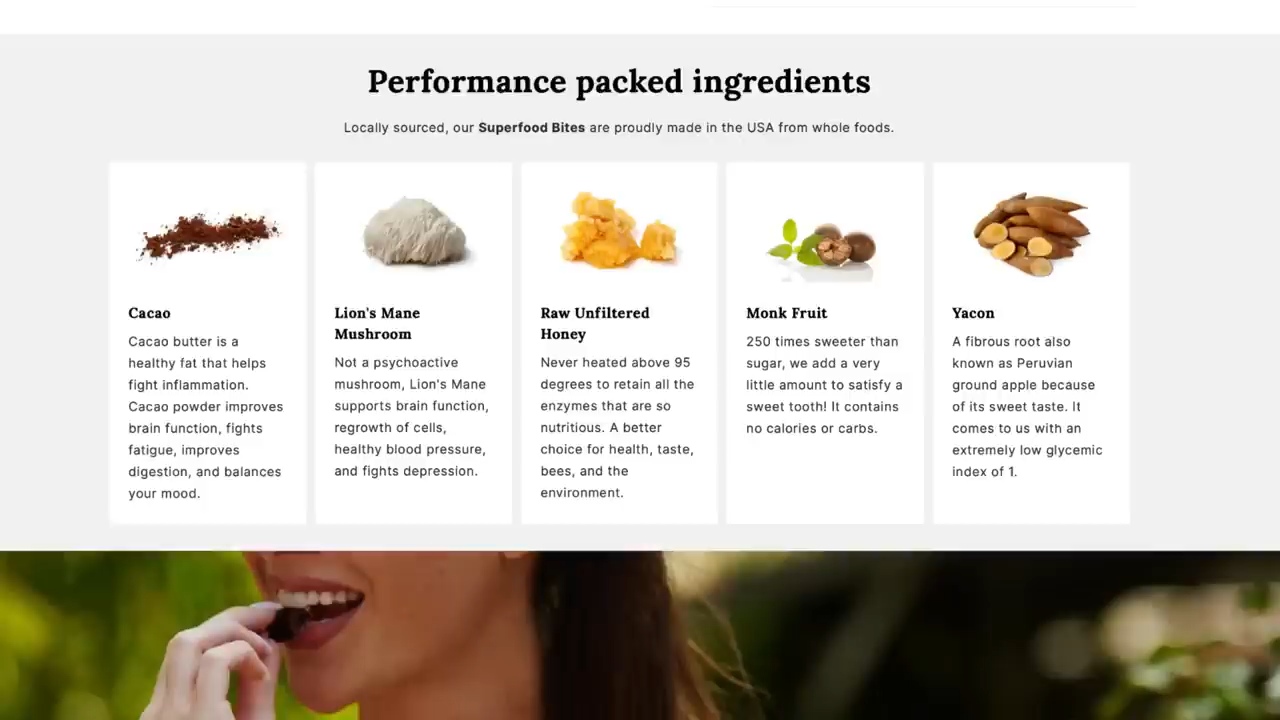 Performance packed ingredients
Locally sourced, our Superfood Bites are proudly made in the USA from whole foods.
Cacao
Cacao butter is a
healthy fat that helps
fight inflammation.
Cacao powder improves
brain function, fights
fatigue, improves
digestion, and balances
your mood.
Lion's Mane
Mushroom
Not a psychoactive
mushroom, Lion's Mane
supports brain function,
regrowth of cells,
healthy blood pressure,
and fights depression.
Raw Unfiltered
Honey
Never heated above 95
degrees to retain all the
enzymes that are so
nutritious. A better
choice for health, taste,
bees, and the
environment.
Monk Fruit
250 times sweeter than
sugar, we add a very
little amount to satisfy a
sweet tooth! It contains
no calories or carbs.
Yacon
A fibrous root also
known as Peruvian
ground apple because
of its sweet taste. It
comes to us with an
extremely low glycemic
index of 1.